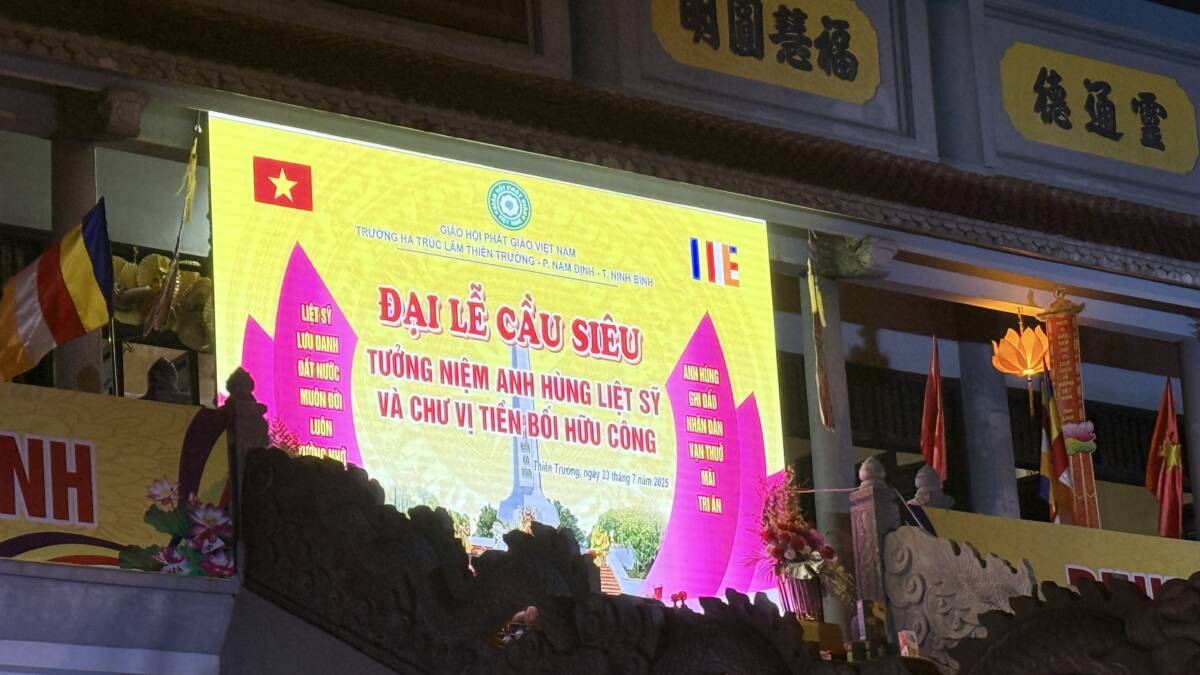 明圓慧福
德通靈
GIÁO HỘI PHẬT GIÁO VIỆT NAM
TRƯỜNG HẠ TRÚC LÂM THIÊN TRƯỜNG - P. NAM ĐỊNH - T. NINH BÌNH
ĐẠI LỄ CẦU SIÊU
TƯỞNG NIỆM ANH HÙNG LIỆT SỸ
VÀ CHƯ VỊ TIỀN BỐI HỮU CÔNG
Thiên Trường, ngày 23 tháng 7 năm 2025
LIỆT SỸ
LƯU DANH
ĐẤT NƯỚC
MUÔN ĐỜI
LUÔN
TƯỞNG NHỚ
ANH HÙNG
GHI DẤU
NHÂN DÂN
VẠN THUỞ
MÃI
TRI ÂN
NH